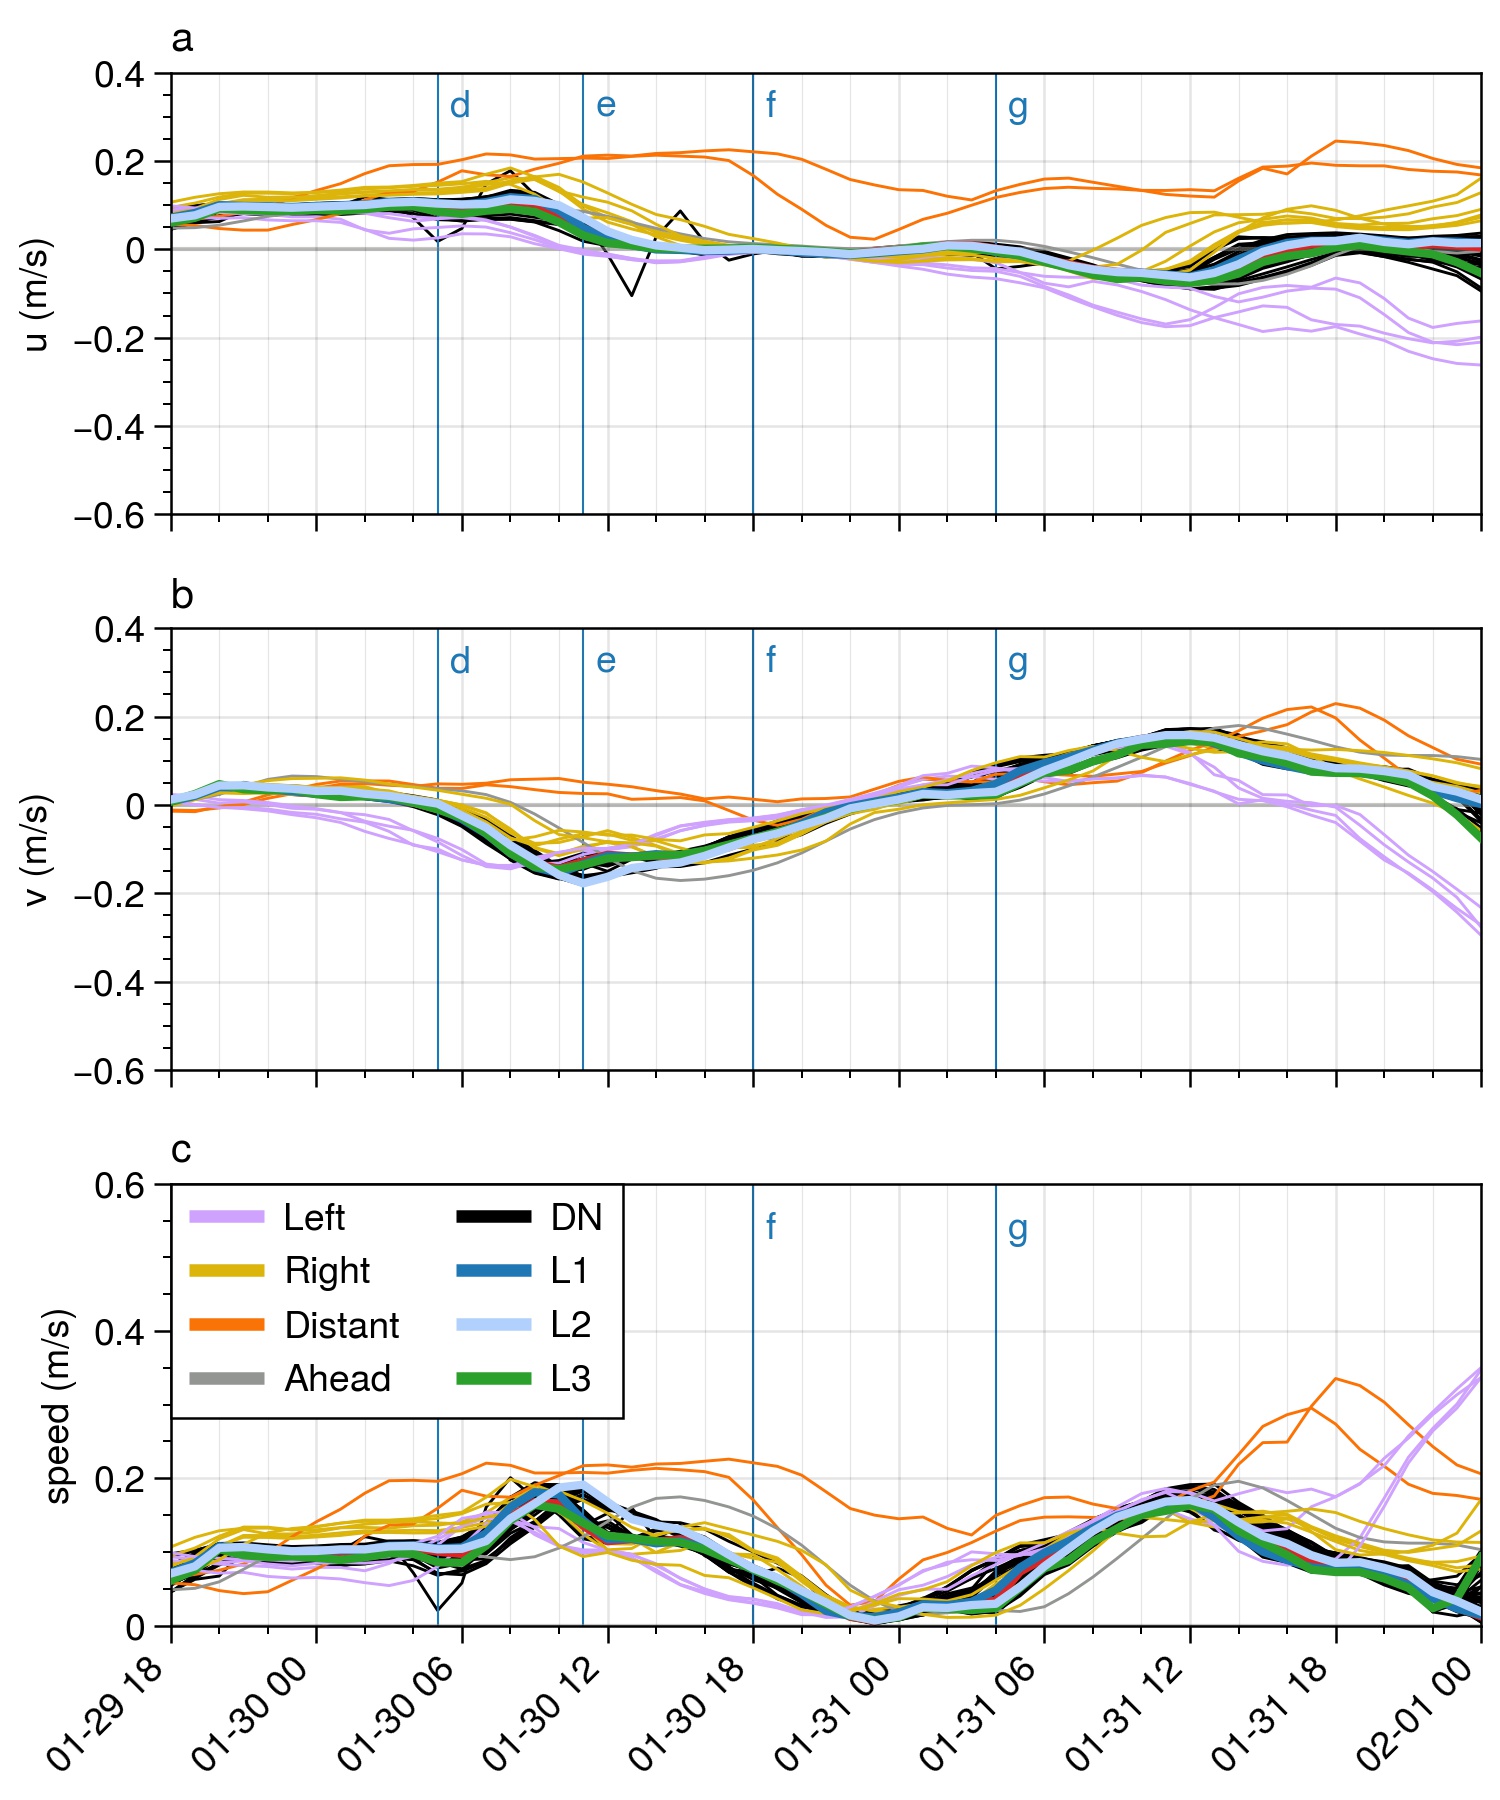 a
0.4
0.2
0
−0.2
−0.4
−0.6
u (m/s)
d e f g
b
0.4
0.2
0
−0.2
−0.4
−0.6
v (m/s)
d e f g
c
0.6
0.4
0.2
0
speed (m/s)
Left DN
Right L1
Distant L2
Ahead L3
f g
01-29 18
01-30 00
01-30 06
01-30 12
01-30 18
01-31 00
01-31 06
01-31 12
01-31 18
02-01 00